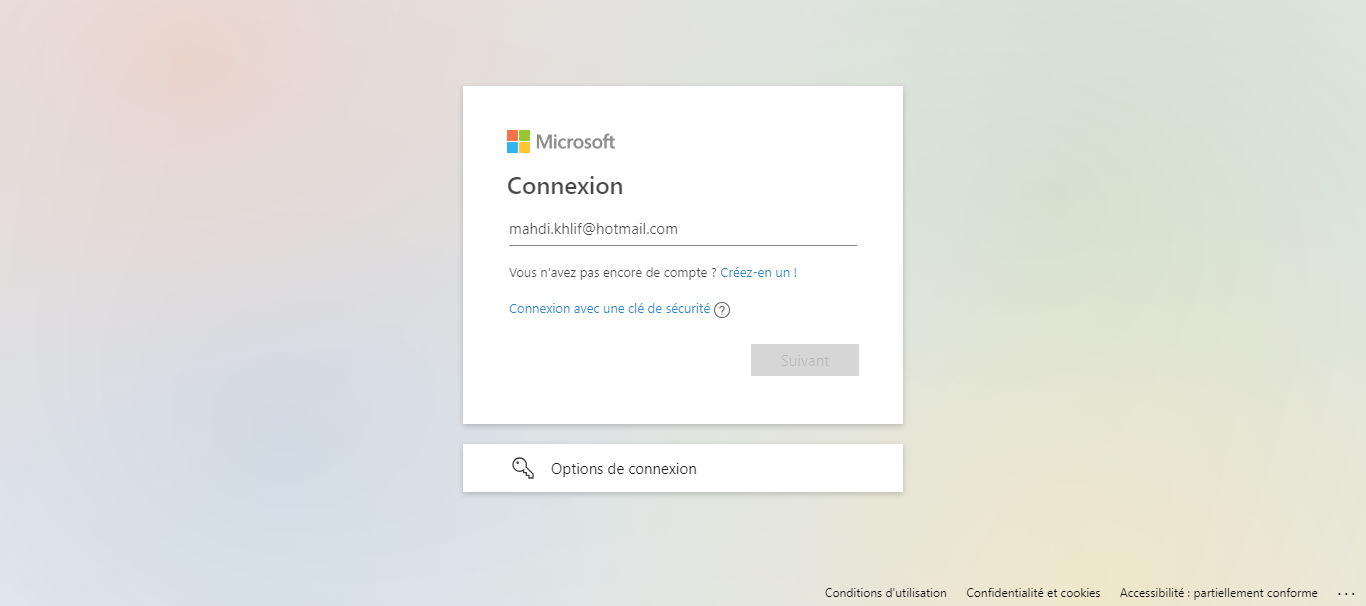 Microsoft
Connexion
mahdi.khlif@hotmail.com
Vous n'avez pas encore de compte ? Créez-en un !
Connexion avec une clé de sécurité ?
Suivant
Options de connexion
Conditions d'utilisation Confidentialité et cookies Accessibilité : partiellement conforme ...